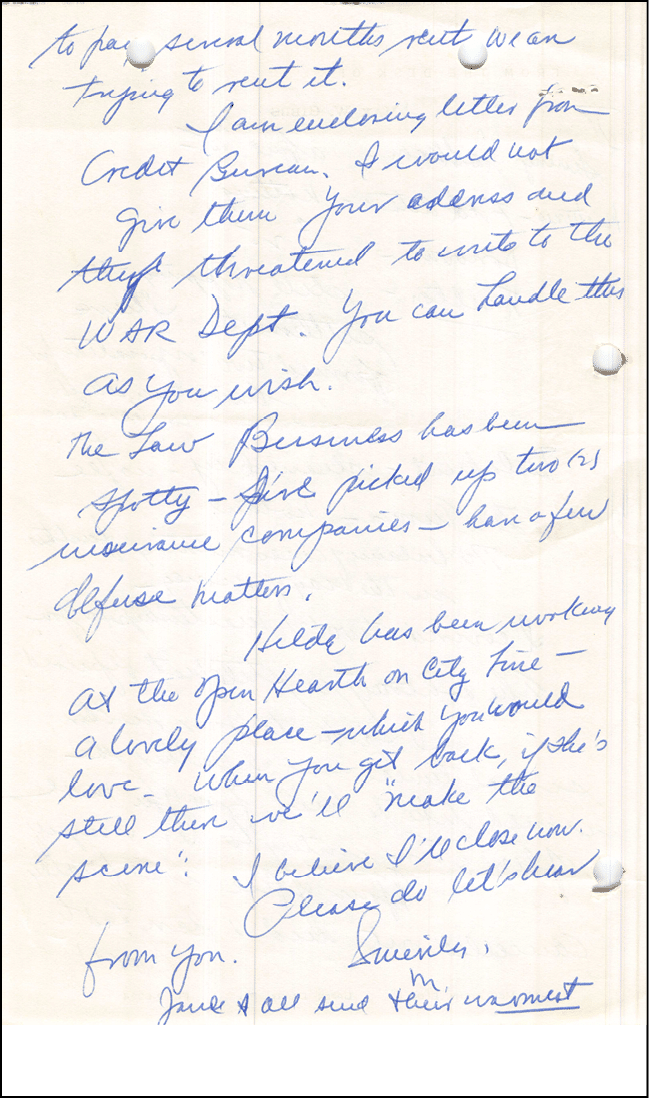 to pay several months rent we are
trying to rent it.
I am enclosing letter from
Credit Bureau. I would not
give them your address and
they threatened to write to the
WAR Dept. You can handle this
as you wish.
The Law Business has been
spotty – I've picked up two (2)
insurance companies – have a few
defense matters.
Hilda has been working
At the Open Hearth on City Line –
a lovely place – which you would
love. When you get back, if she's
still there we'll "make the
scene". I believe I'll close now.
Please do let's hear
from you. Sincerely,
M
& all send their warmest